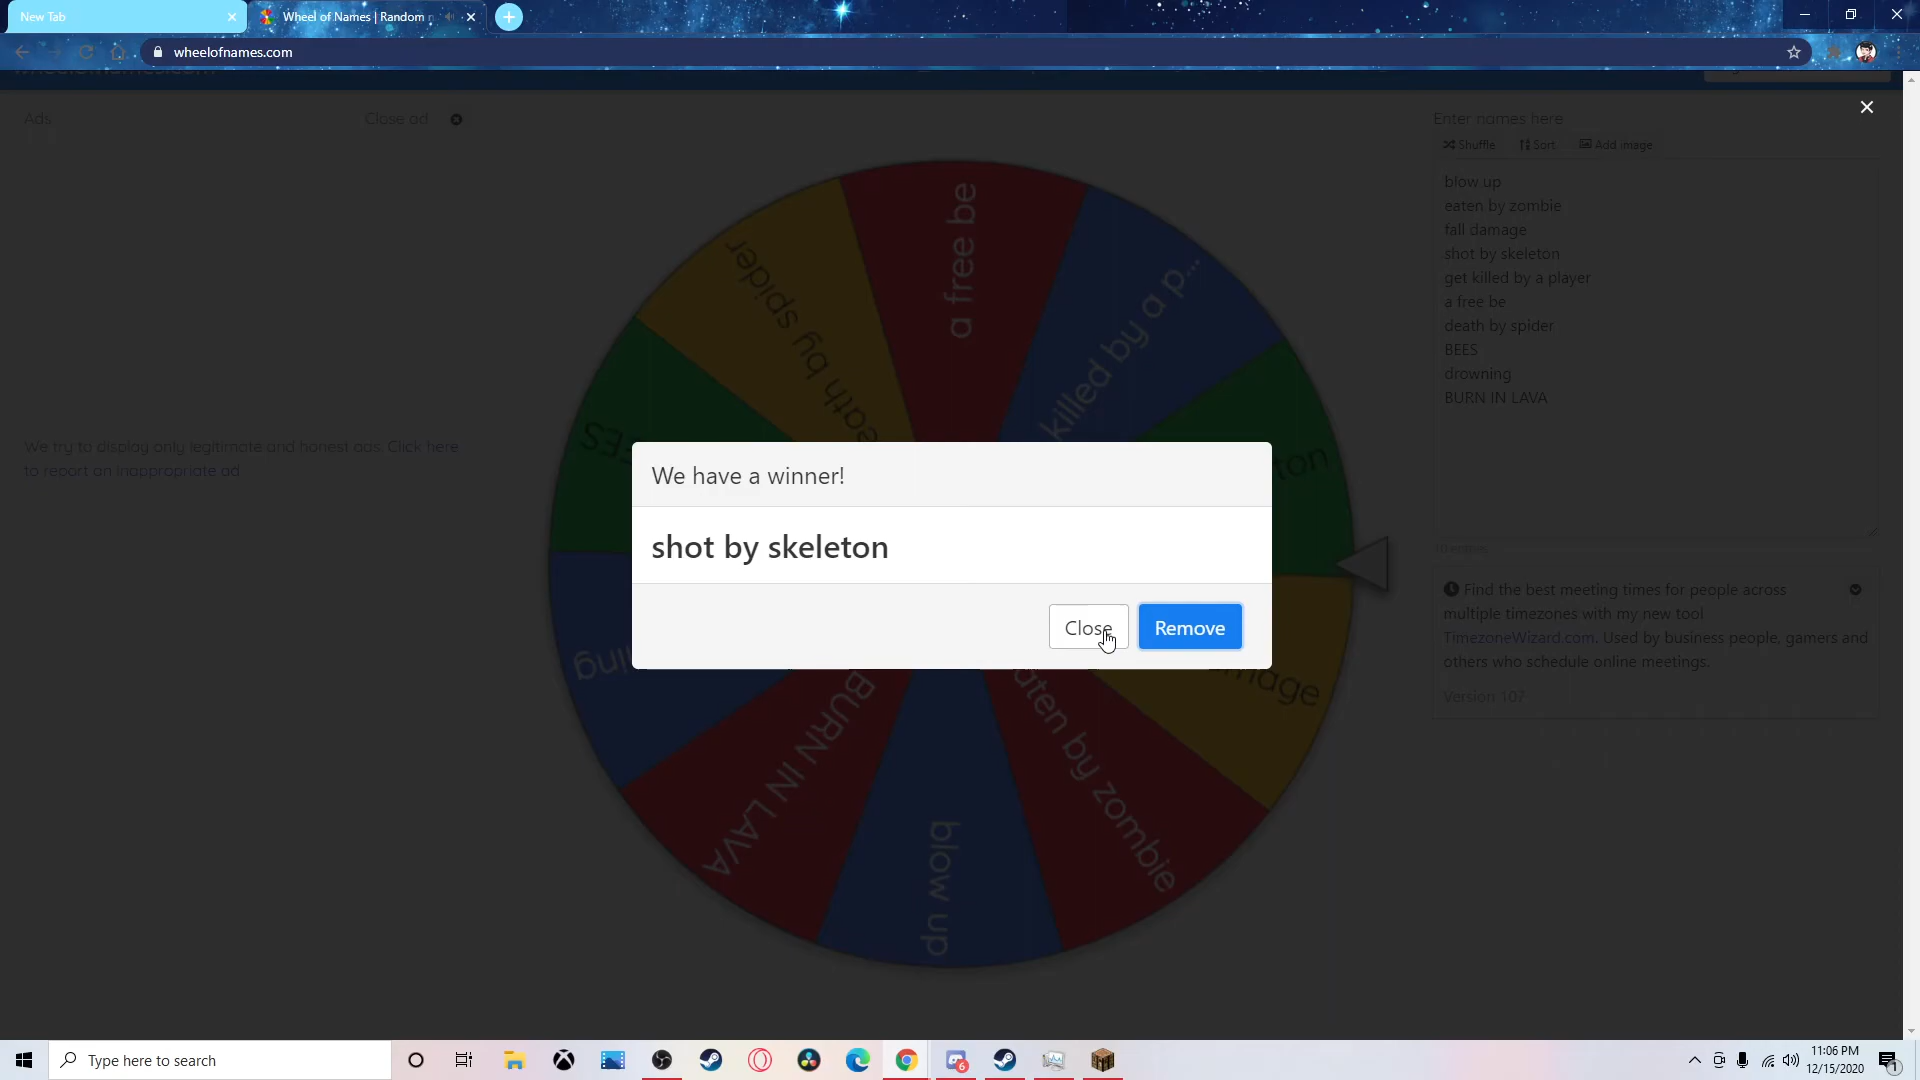 New Tab
Wheel of Names | Random
wheelofnames.com
Ads
Close ad
We try to display only legitimate and honest ads. Click here
to report an inappropriate ad
a free be
killed by a p...
death by spider
BURN IN LAVA
blow up
eaten by zombie
We have a winner!
shot by skeleton
Close
Remove
Enter names here
Shuffle
Sort
Add image
blow up
eaten by zombie
fall damage
shot by skeleton
get killed by a player
a free be
death by spider
BEES
drowning
BURN IN LAVA
10 entries
Find the best meeting times for people across
multiple timezones with my new tool
TimezoneWizard.com. Used by business people, gamers and
others who schedule online meetings.
Version 107
Type here to search
6
11:06 PM
12/15/2020
1